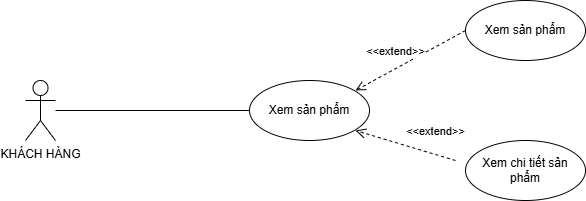 Xem sản phẩm
<<extend>>
Xem sản phẩm
<<extend>>
KHÁCH HÀNG
Xem chi tiết sản
phẩm